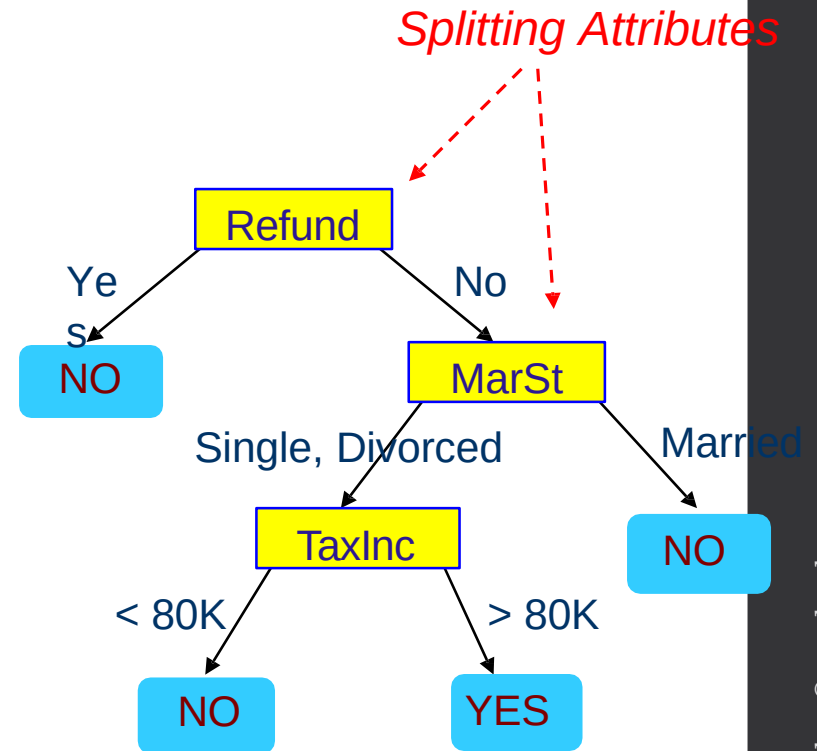 Splitting Attributes
Refund
Ye
s
No
NO
MarSt
Single, Divorced
Married
TaxInc
NO
< 80K
> 80K
NO
YES